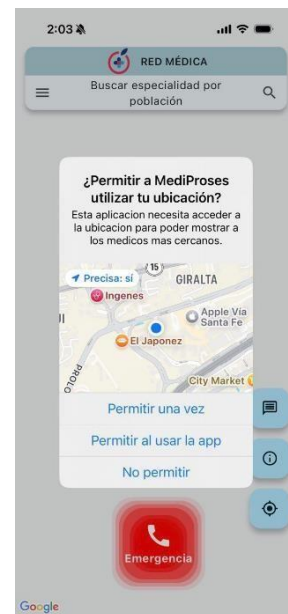 2:03
RED MÉDICA
Buscar especialidad por
población
¿Permitir a MediProses
utilizar tu ubicación?
Esta aplicacion necesita acceder a
la ubicacion para poder mostrar a
los medicos mas cercanos.
Precisa: sí
15
GIRALTA
Ingenes
Apple Vía
Santa Fe
El Japonez
PROLO
City Market
Permitir una vez
Permitir al usar la app
No permitir
Emergencia
Google